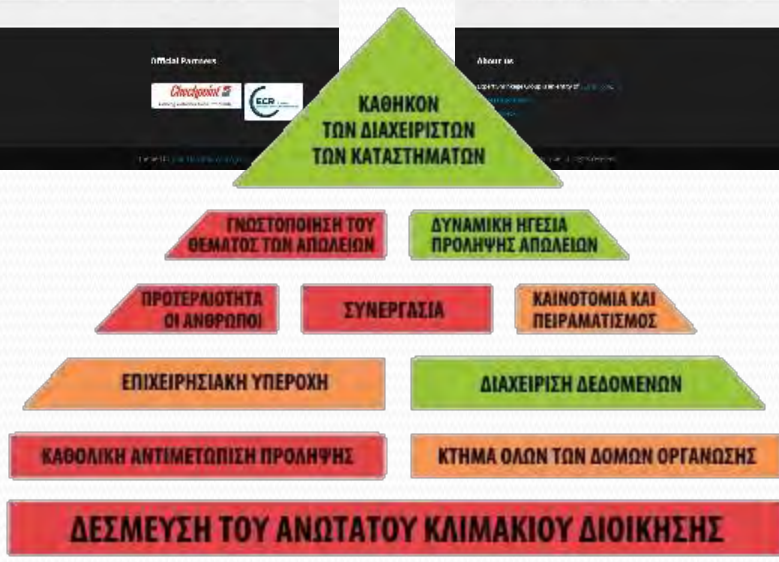 Official Partners
About us
Checkpoint
ECR
ΚΑΘΗΚΟΝ
ΤΩΝ ΔΙΑΧΕΙΡΙΣΤΩΝ
ΤΩΝ ΚΑΤΑΣΤΗΜΑΤΩΝ
ΓΝΩΣΤΟΠΟΙΗΣΗ ΤΟΥ
ΘΕΜΑΤΟΣ ΤΩΝ ΑΠΩΛΕΙΩΝ
ΔΥΝΑΜΙΚΗ ΗΓΕΣΙΑ
ΠΡΟΛΗΨΗΣ ΑΠΩΛΕΙΩΝ
ΠΡΟΤΕΡΑΙΟΤΗΤΑ
ΟΙ ΑΝΘΡΩΠΟΙ
ΣΥΝΕΡΓΑΣΙΑ
ΚΑΙΝΟΤΟΜΙΑ ΚΑΙ
ΠΕΙΡΑΜΑΤΙΣΜΟΣ
ΕΠΙΧΕΙΡΗΣΙΑΚΗ ΥΠΕΡΟΧΗ
ΔΙΑΧΕΙΡΙΣΗ ΔΕΔΟΜΕΝΩΝ
ΚΑΘΟΛΙΚΗ ΑΝΤΙΜΕΤΩΠΙΣΗ ΠΡΟΛΗΨΗΣ
ΚΤΗΜΑ ΟΛΩΝ ΤΩΝ ΔΟΜΩΝ ΟΡΓΑΝΩΣΗΣ
ΔΕΣΜΕΥΣΗ ΤΟΥ ΑΝΩΤΑΤΟΥ ΚΛΙΜΑΚΙΟΥ ΔΙΟΙΚΗΣΗΣ